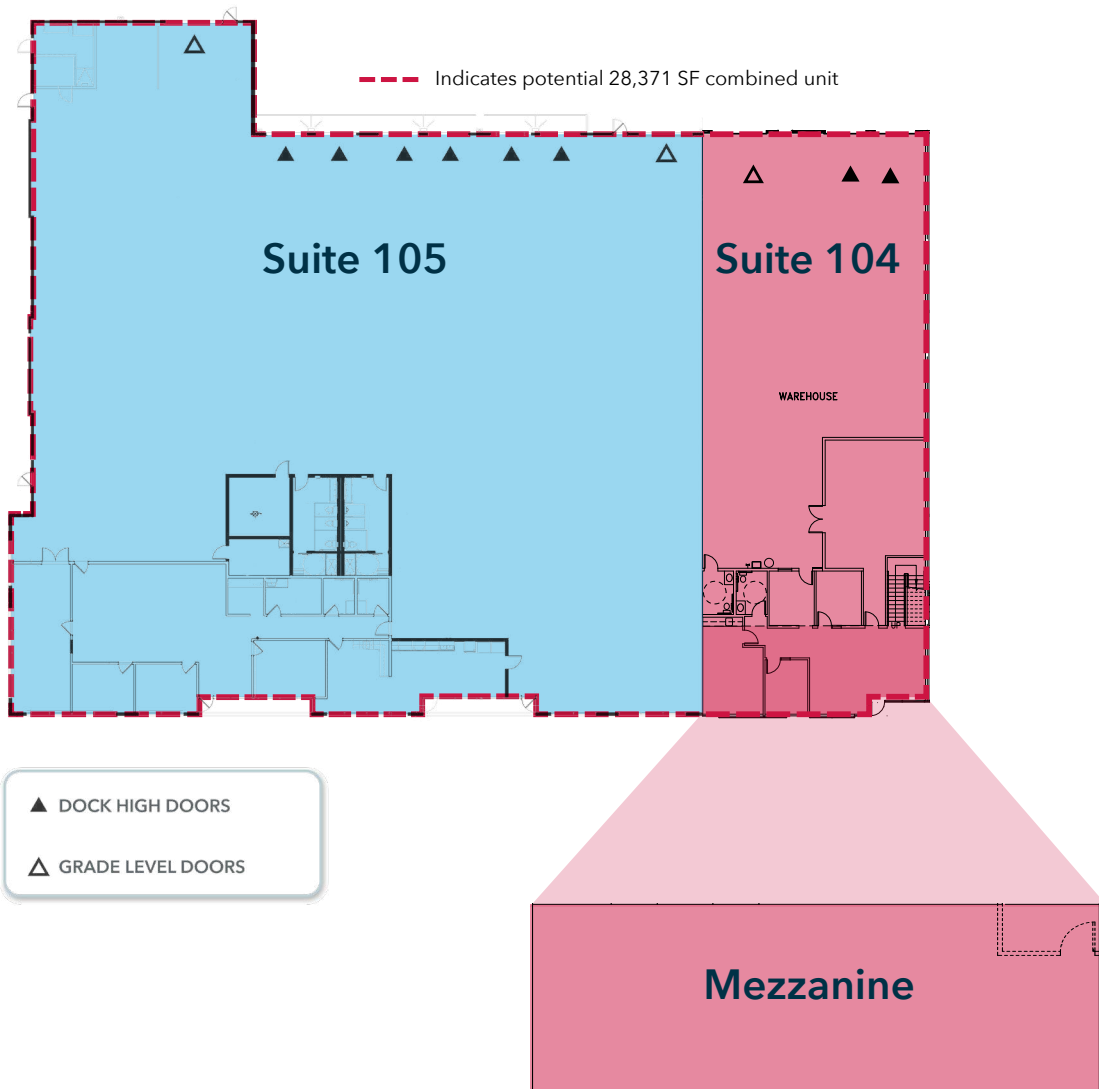 Indicates potential 28,371 SF combined unit
Suite 105
Suite 104
WAREHOUSE
DOCK HIGH DOORS
GRADE LEVEL DOORS
Mezzanine